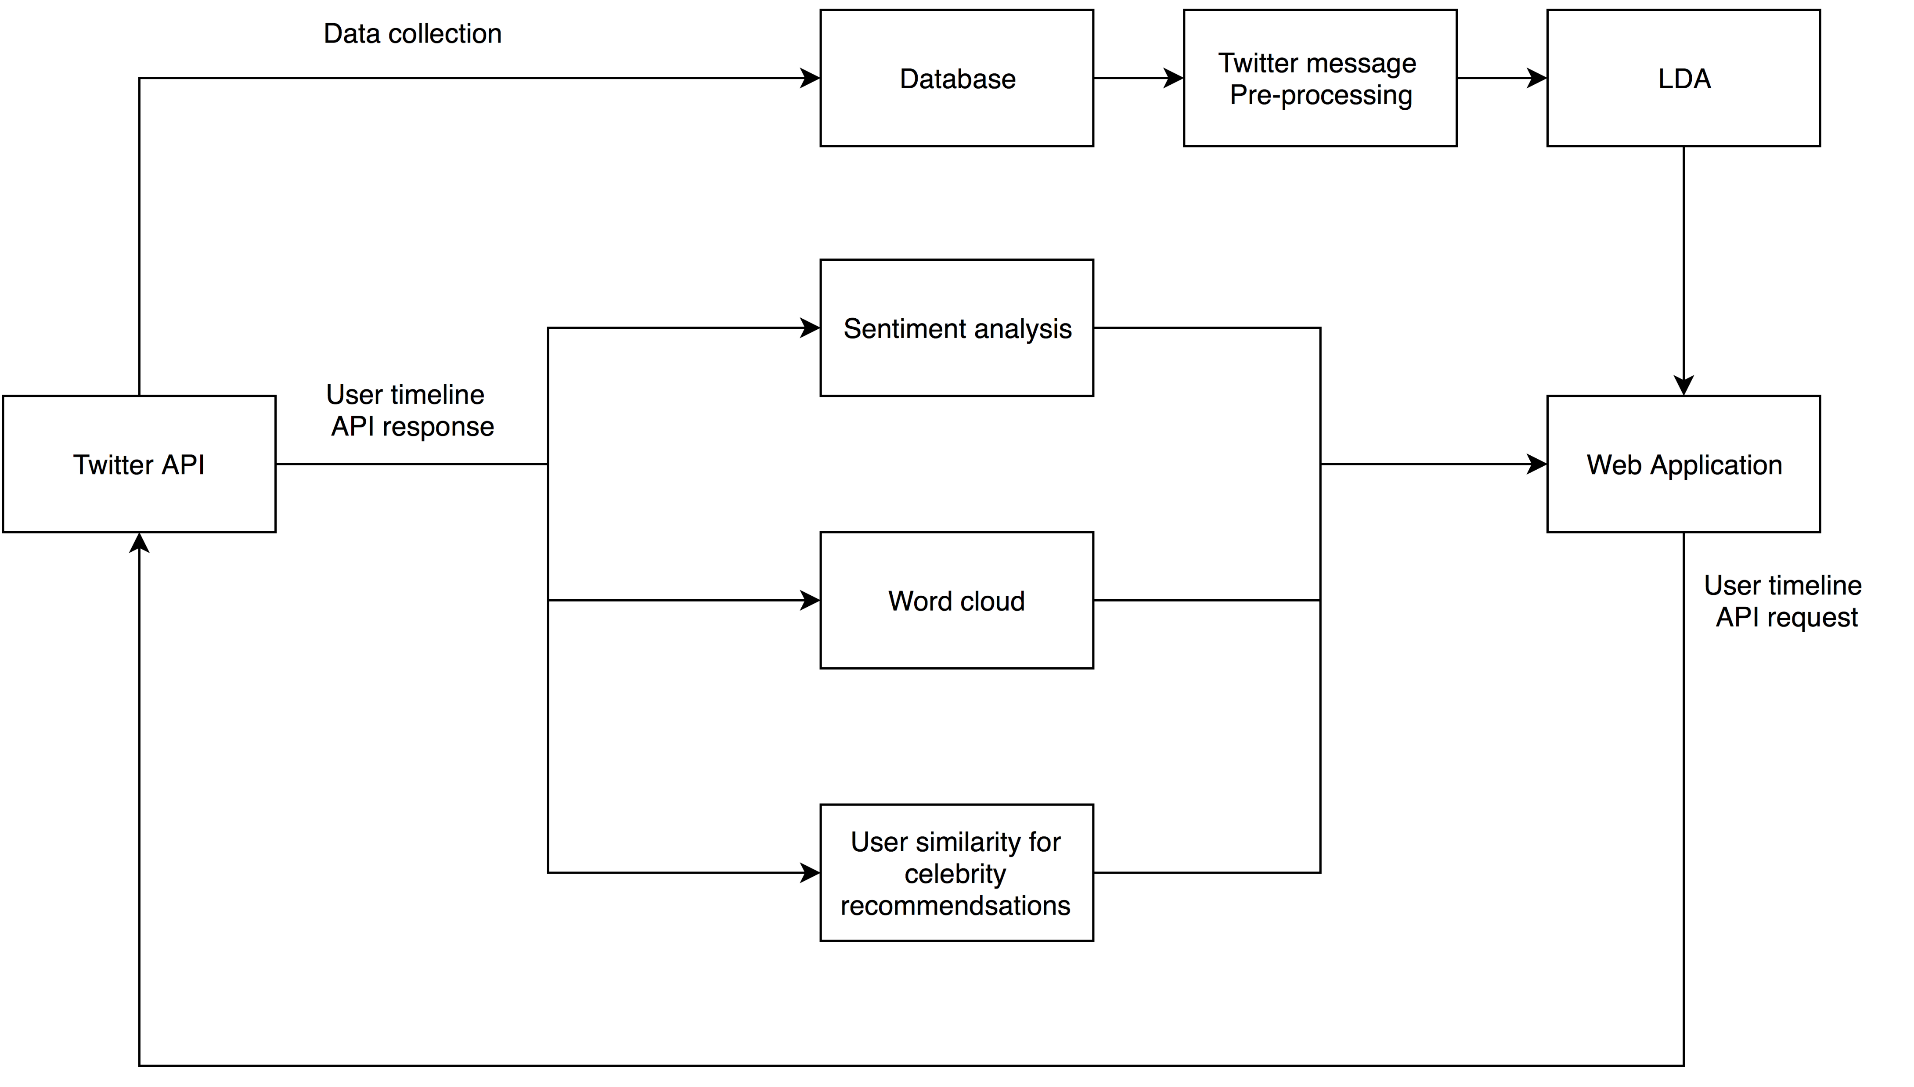 Data collection
Database
Twitter message
Pre-processing
LDA
Sentiment analysis
User timeline
API response
Twitter API
Web Application
Word cloud
User timeline
API request
User similarity for
celebrity
recommendsations